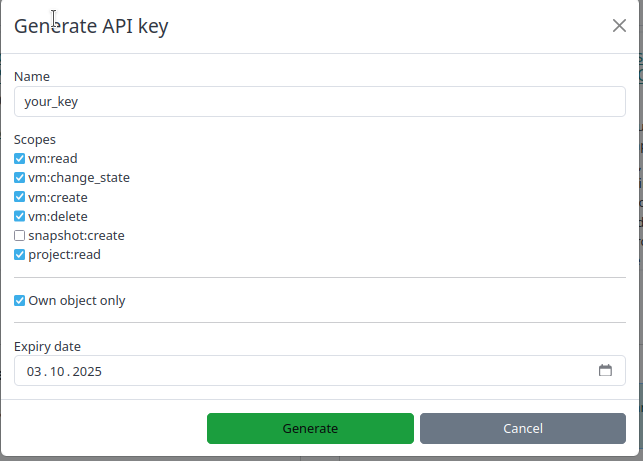 Generate API key
Name
your_key
Scopes
vm:read
vm:change_state
vm:create
vm:delete
snapshot:create
project:read
Own object only
Expiry date
03.10.2025
Generate
Cancel